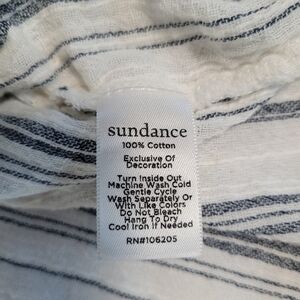 sundance
100% Cotton
Exclusive Of
Decoration
Turn Inside Out
Machine Wash Cold
Gentle Cycle
Wash Separately Or
With Like Colors
Do Not Bleach
Hang To Dry
Cool Iron If Needed
RN#106205